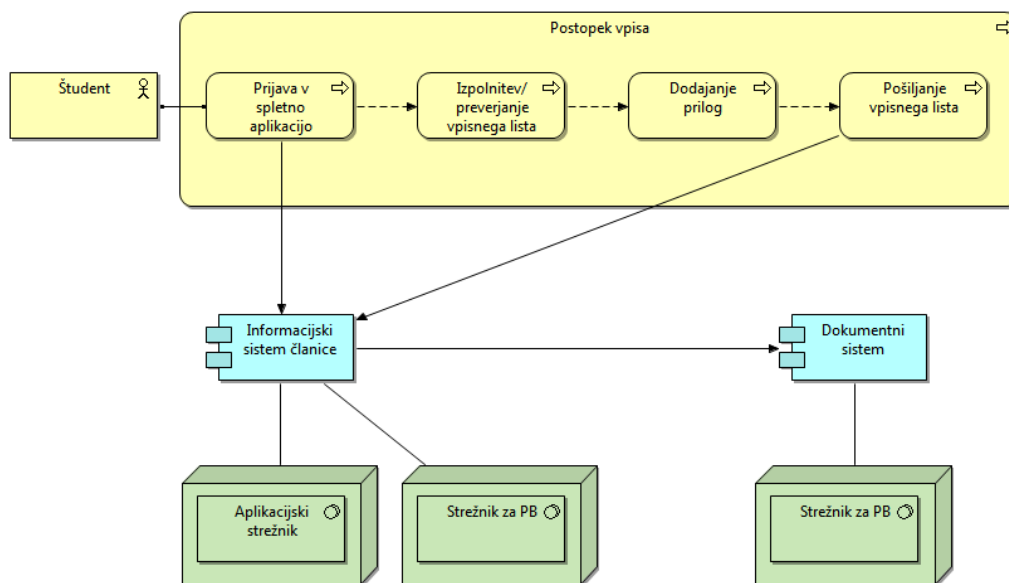 Postopek vpisa
Študent
Prijava v
spletno
aplikacijo
Izpolnitev/
preverjanje
vpisnega lista
Dodajanje
prilog
Pošiljanje
vpisnega lista
Informacijski
sistem članice
Dokumentni
sistem
Aplikacijski
strežnik
Strežnik za PB
Strežnik za PB